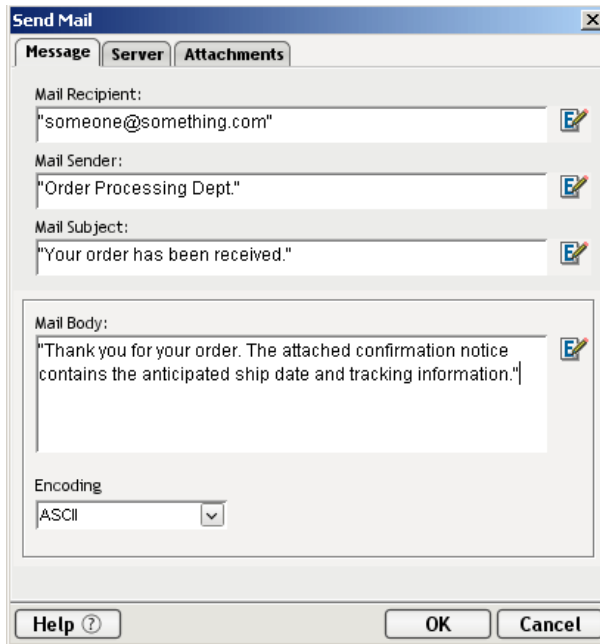 Send Mail
Message Server Attachments
Mail Recipient:
"someone@something.com"
Mail Sender:
"Order Processing Dept."
Mail Subject:
"Your order has been received."
Mail Body:
"Thank you for your order. The attached confirmation notice
contains the anticipated ship date and tracking information."
Encoding
ASCII
Help ? OK Cancel